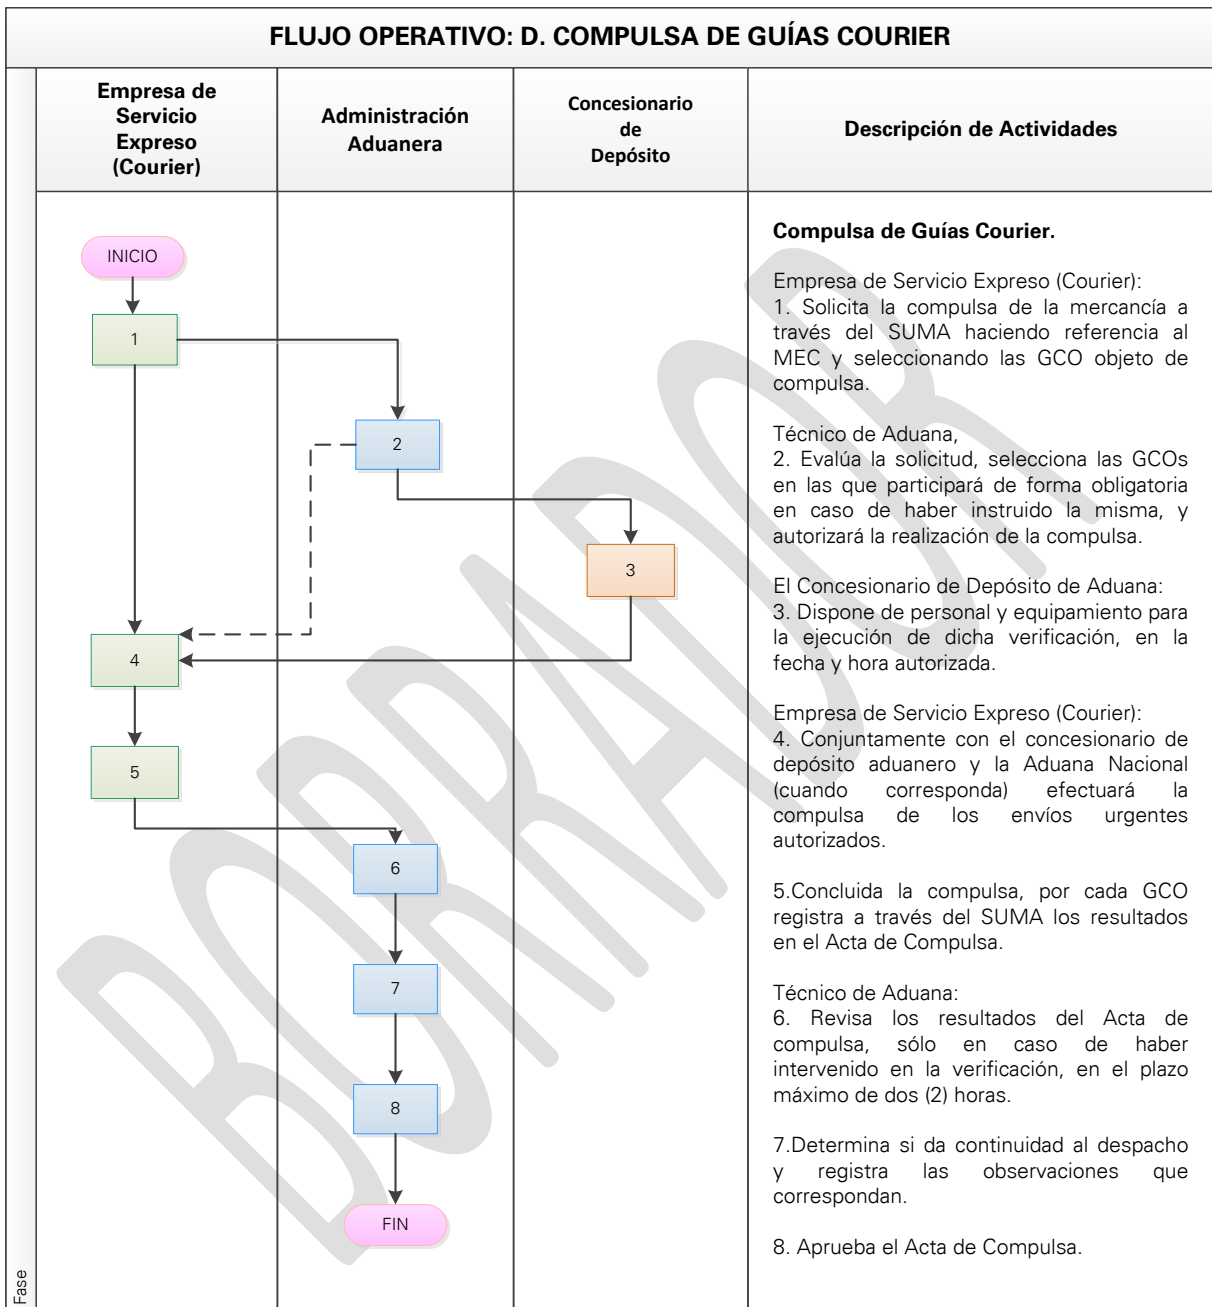 FLUJO OPERATIVO: D. COMPULSA DE GUÍAS COURIER
Empresa de
Servicio
Expreso
(Courier)
Administración
Aduanera
Concesionario
de
Depósito
Descripción de Actividades
INICIO
1
2
3
4
5
6
7
8
FIN
Compulsa de Guías Courier.
Empresa de Servicio Expreso (Courier):
1. Solicita la compulsa de la mercancía a
través del SUMA haciendo referencia al
MEC y seleccionando las GCO objeto de
compulsa.
Técnico de Aduana,
2. Evalúa la solicitud, selecciona las GCOs
en las que participará de forma obligatoria
en caso de haber instruido la misma, y
autorizará la realización de la compulsa.
El Concesionario de Depósito de Aduana:
3. Dispone de personal y equipamiento para
la ejecución de dicha verificación, en la
fecha y hora autorizada.
Empresa de Servicio Expreso (Courier):
4. Conjuntamente con el concesionario de
depósito aduanero y la Aduana Nacional
(cuando corresponda) efectuará la
compulsa de los envíos urgentes
autorizados.
5.Concluida la compulsa, por cada GCO
registra a través del SUMA los resultados
en el Acta de Compulsa.
Técnico de Aduana:
6. Revisa los resultados del Acta de
compulsa, sólo en caso de haber
intervenido en la verificación, en el plazo
máximo de dos (2) horas.
7.Determina si da continuidad al despacho
y registra las observaciones que
correspondan.
8. Aprueba el Acta de Compulsa.
Fase
BORRADOR